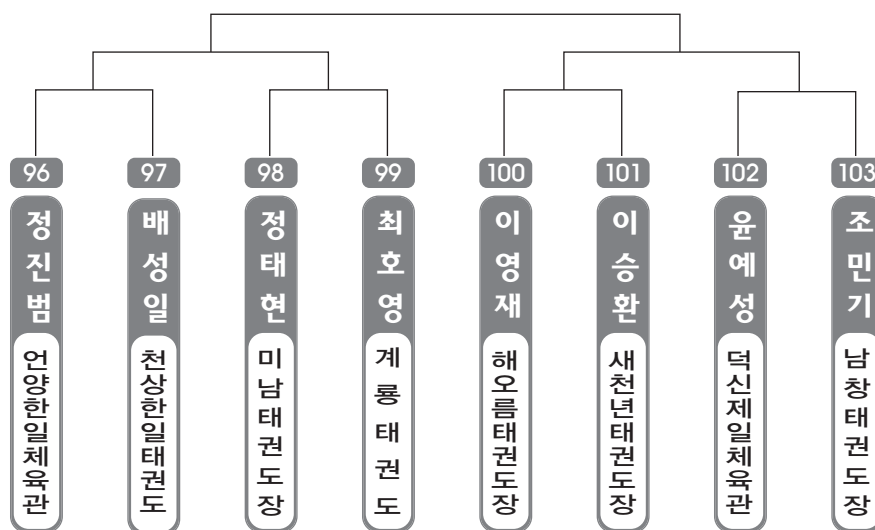 96
97
98
99
100
101
102
103
정진범
배성일
정태현
최호영
이영재
이승환
윤예성
조민기
언양한일체육관
천상한일태권도
미남태권도장
계룡태권도
해오름태권도장
새천년태권도장
덕신제일체육관
남창태권도장